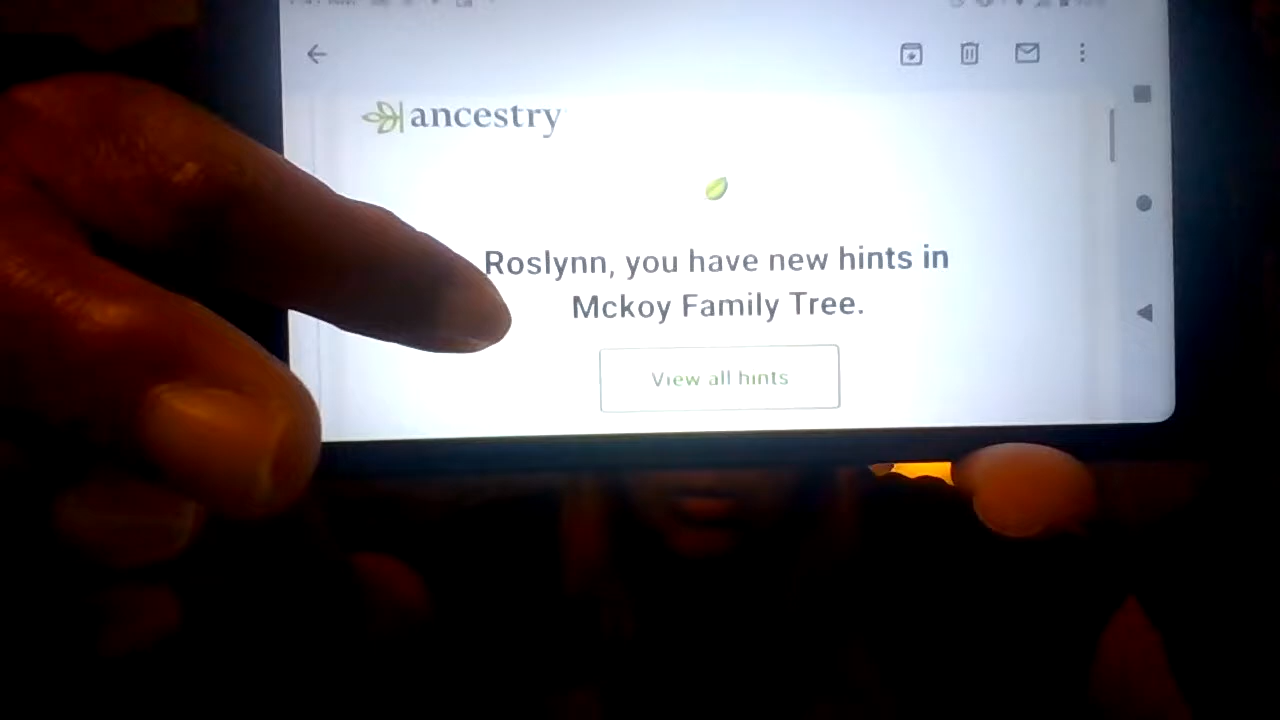 ancestry
Roslynn, you have new hints in
Mckoy Family Tree.
View all hints